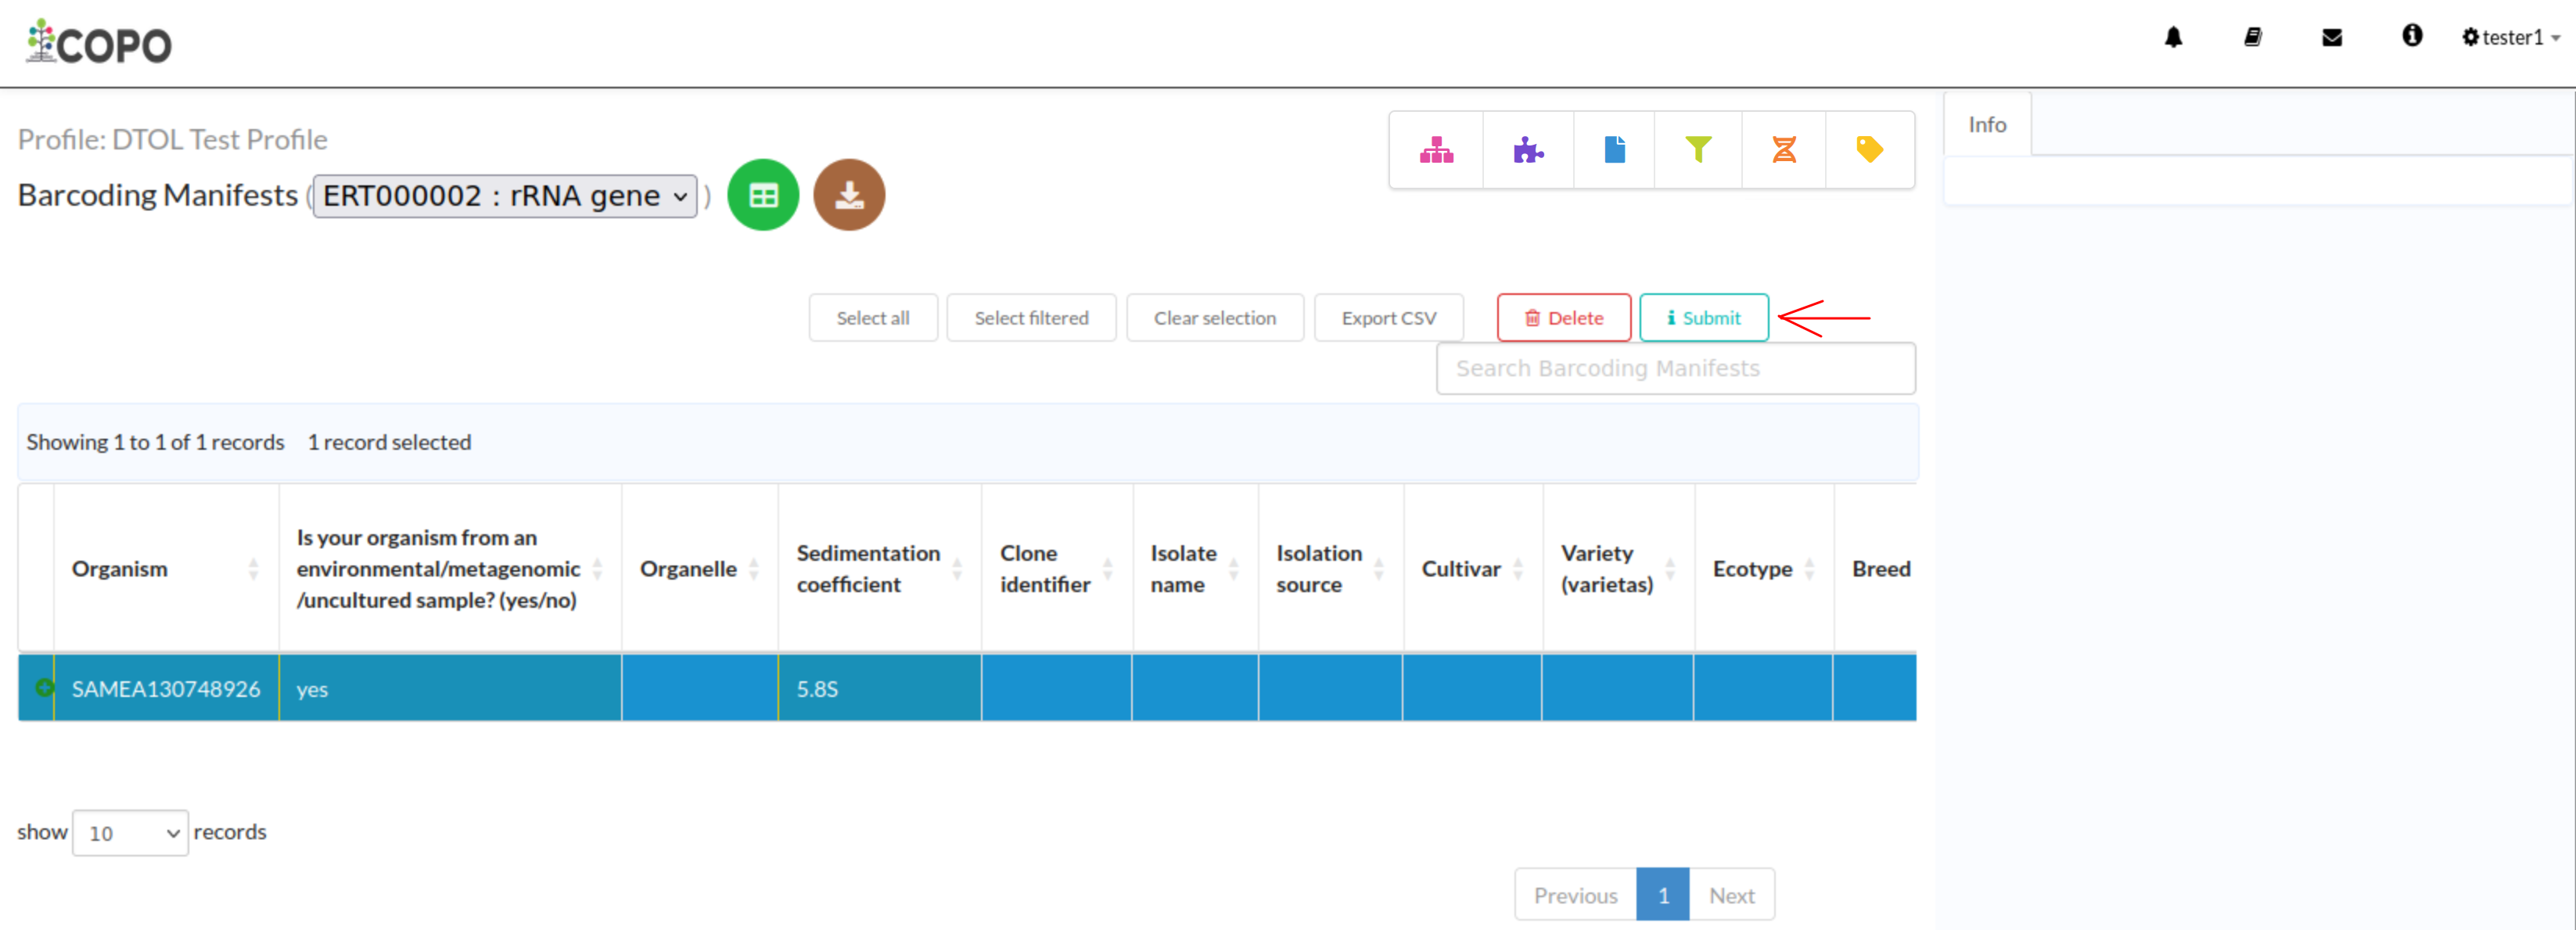 COPO
tester1
Profile: DTOL Test Profile
Info
Barcoding Manifests ( ERT000002 : rRNA gene )
Select all Select filtered Clear selection Export CSV Delete Submit
Search Barcoding Manifests
Showing 1 to 1 of 1 records 1 record selected
Organism
Is your organism from an
environmental/metagenomic
/uncultured sample? (yes/no)
Organelle
Sedimentation
coefficient
Clone
identifier
Isolate
name
Isolation
source
Cultivar
Variety
(varietas)
Ecotype
Breed
SAMEA130748926 yes 5.8S
show 10 records
Previous 1 Next